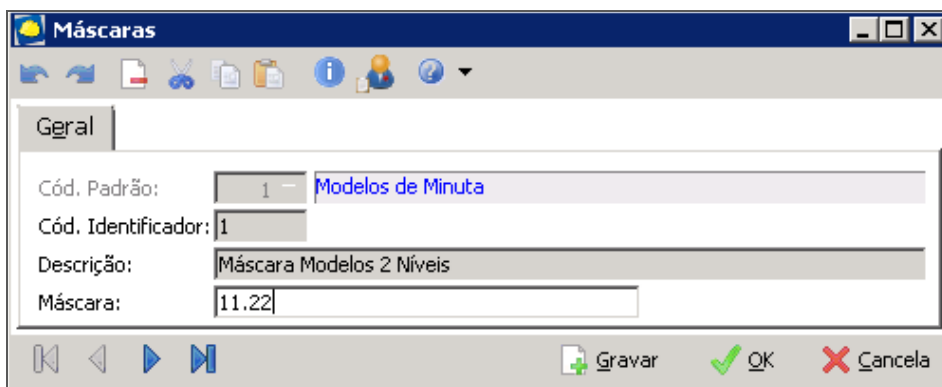 Máscaras
Geral
Cód. Padrão: 1 Modelos de Minuta
Cód. Identificador: 1
Descrição: Máscara Modelos 2 Níveis
Máscara: 11.22
Gravar OK Cancela